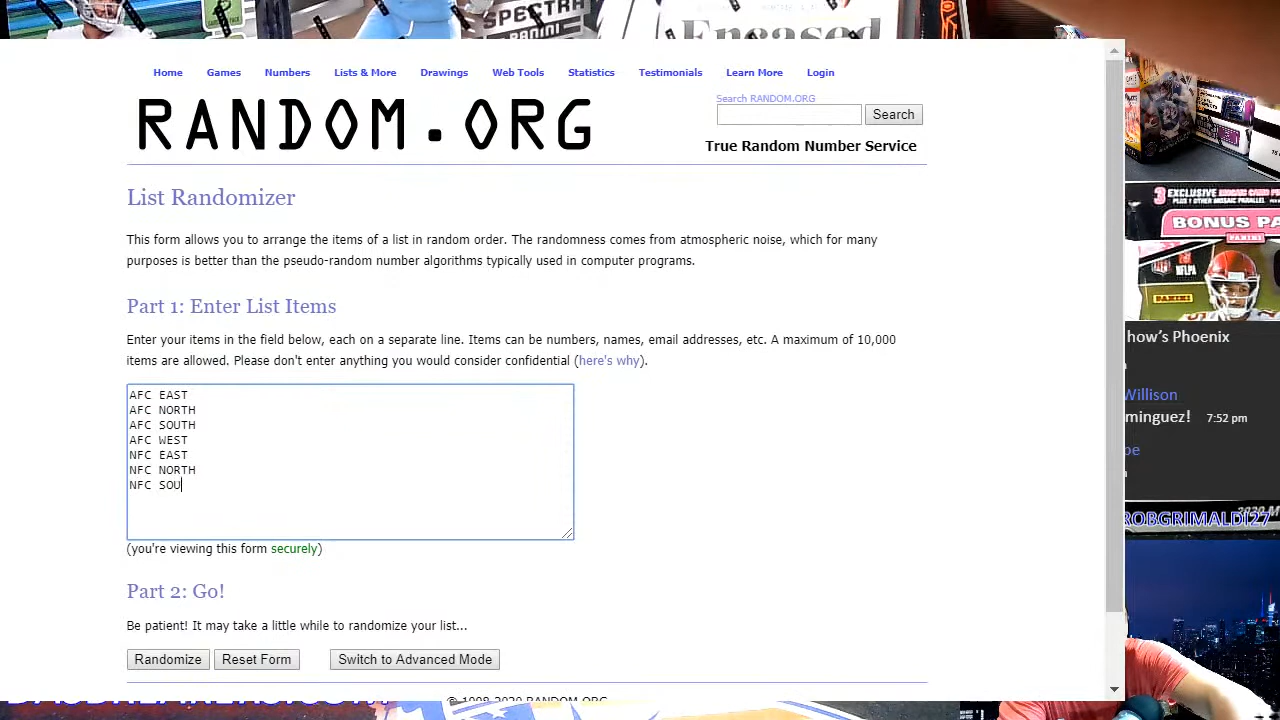 SPECTRA
PANINI
Encased
Home Games Numbers Lists & More Drawings Web Tools Statistics Testimonials Learn More Login
RANDOM.ORG
Search RANDOM.ORG
Search
True Random Number Service
List Randomizer
This form allows you to arrange the items of a list in random order. The randomness comes from atmospheric noise, which for many
purposes is better than the pseudo-random number algorithms typically used in computer programs.
Part 1: Enter List Items
Enter your items in the field below, each on a separate line. Items can be numbers, names, email addresses, etc. A maximum of 10,000
items are allowed. Please don't enter anything you would consider confidential (here's why).
AFC EAST
AFC NORTH
AFC SOUTH
AFC WEST
NFC EAST
NFC NORTH
NFC SOU
(you're viewing this form securely)
Part 2: Go!
Be patient! It may take a little while to randomize your list...
Randomize Reset Form Switch to Advanced Mode
© 1998-2020 RANDOM.ORG
3 EXCLUSIVE MOSAIC CARD
BONUS PA
PANINI
NFL NFLPA
PANINI
how's Phoenix
Willison
minguez! 7:52 pm
be
ROBGRIMALDI27